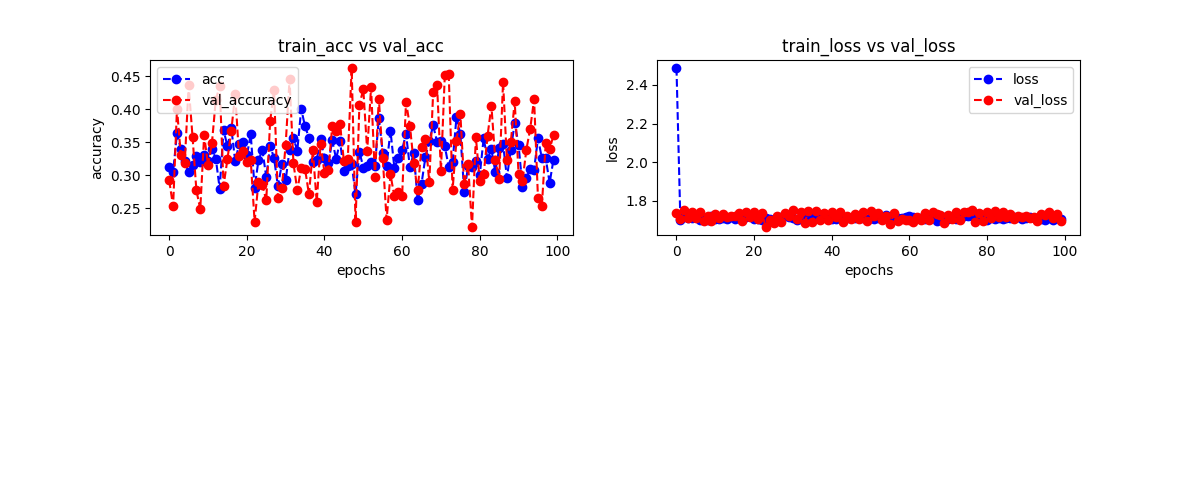 train_acc vs val_acc
acc
val_accuracy
accuracy
0.45
0.40
0.35
0.30
0.25
0 20 40 60 80 100
epochs
train_loss vs val_loss
loss
val_loss
loss
2.4
2.2
2.0
1.8
0 20 40 60 80 100
epochs